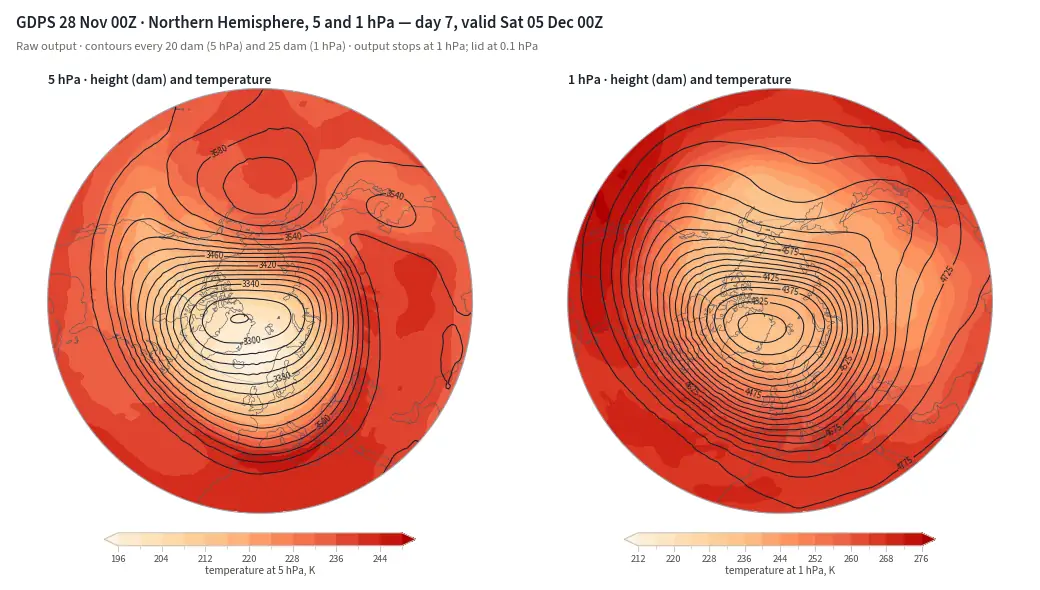 GDPS 28 Nov 00Z · Northern Hemisphere, 5 and 1 hPa — day 7, valid Sat 05 Dec 00Z
Raw output · contours every 20 dam (5 hPa) and 25 dam (1 hPa) · output stops at 1 hPa; lid at 0.1 hPa
5 hPa · height (dam) and temperature
1 hPa · height (dam) and temperature
3580
3540
3540
3460
3420
3340
3300
3380
4575
4425
4375
4325
4725
4625
4475
4675
4775
196 204 212 220 228 236 244
temperature at 5 hPa, K
212 220 228 236 244 252 260 268 276
temperature at 1 hPa, K